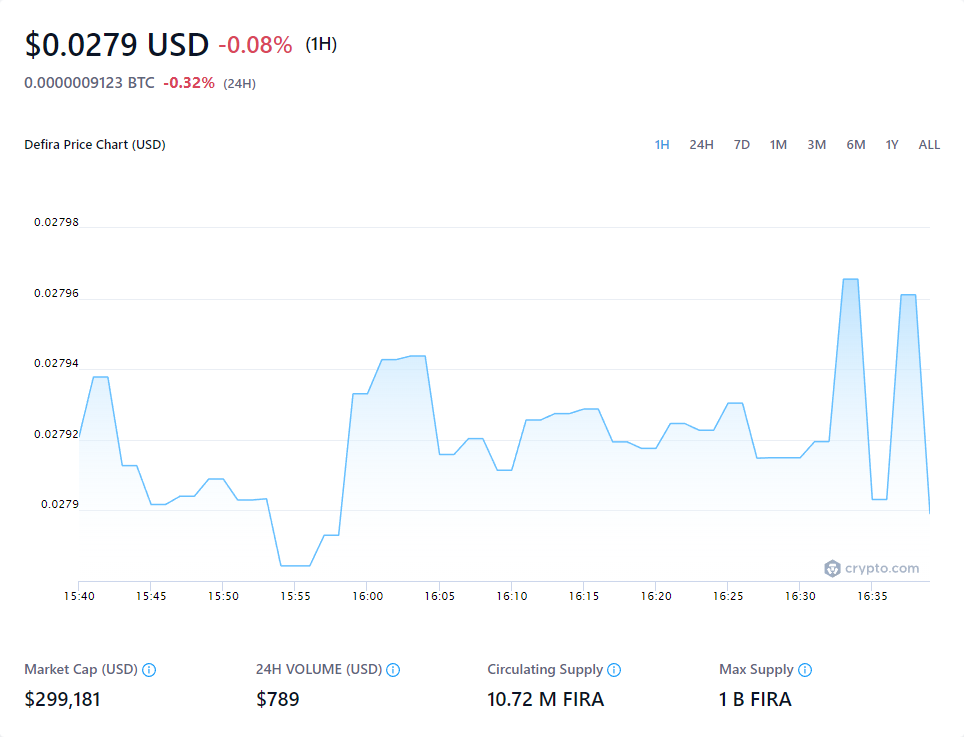 $0.0279 USD -0.08% (1H)
0.0000009123 BTC -0.32% (24H)
Defira Price Chart (USD) 1H 24H 7D 1M 3M 6M 1Y ALL
0.02798
0.02796
0.02794
0.02792
0.0279
crypto.com
15:40 15:45 15:50 15:55 16:00 16:05 16:10 16:15 16:20 16:25 16:30 16:35
Market Cap (USD) 24H VOLUME (USD) Circulating Supply Max Supply
$299,181 $789 10.72 M FIRA 1 B FIRA